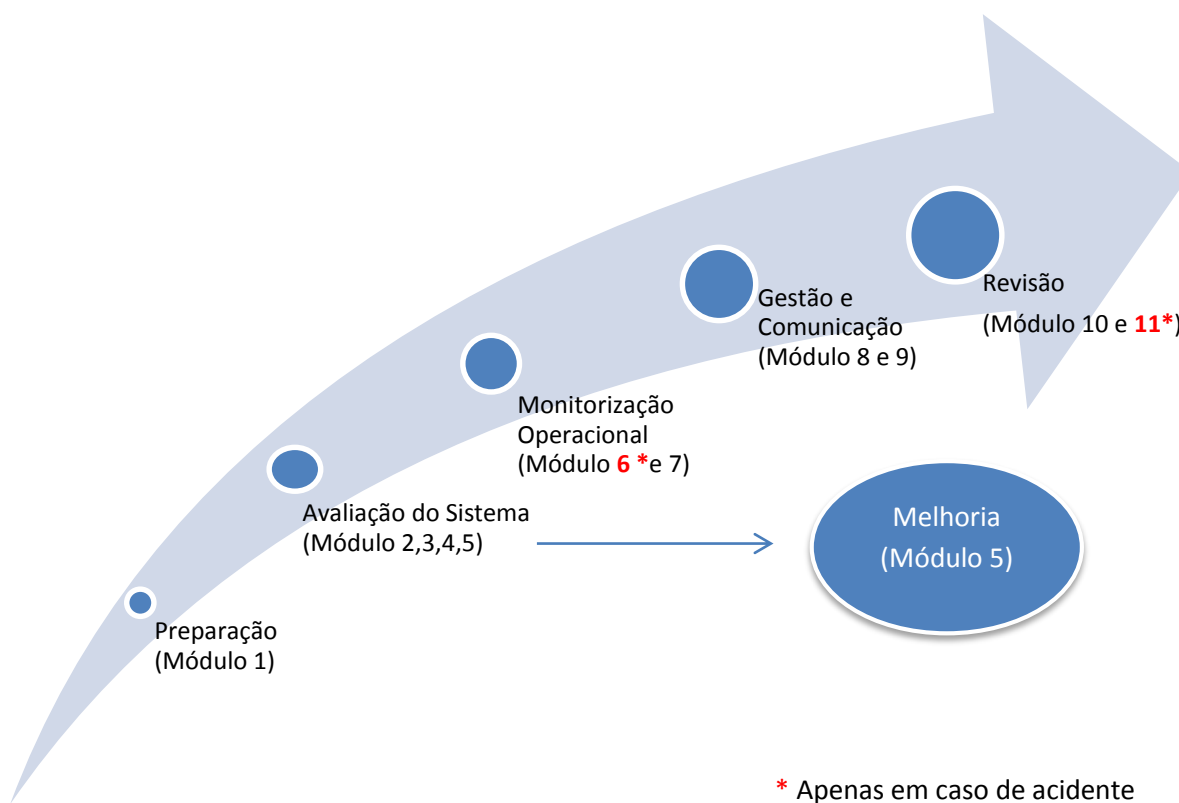 Preparação
(Módulo 1)
Avaliação do Sistema
(Módulo 2,3,4,5)
Monitorização
Operacional
(Módulo 6 *e 7)
Gestão e
Comunicação
(Módulo 8 e 9)
Revisão
(Módulo 10 e 11*)
Melhoria
(Módulo 5)
* Apenas em caso de acidente